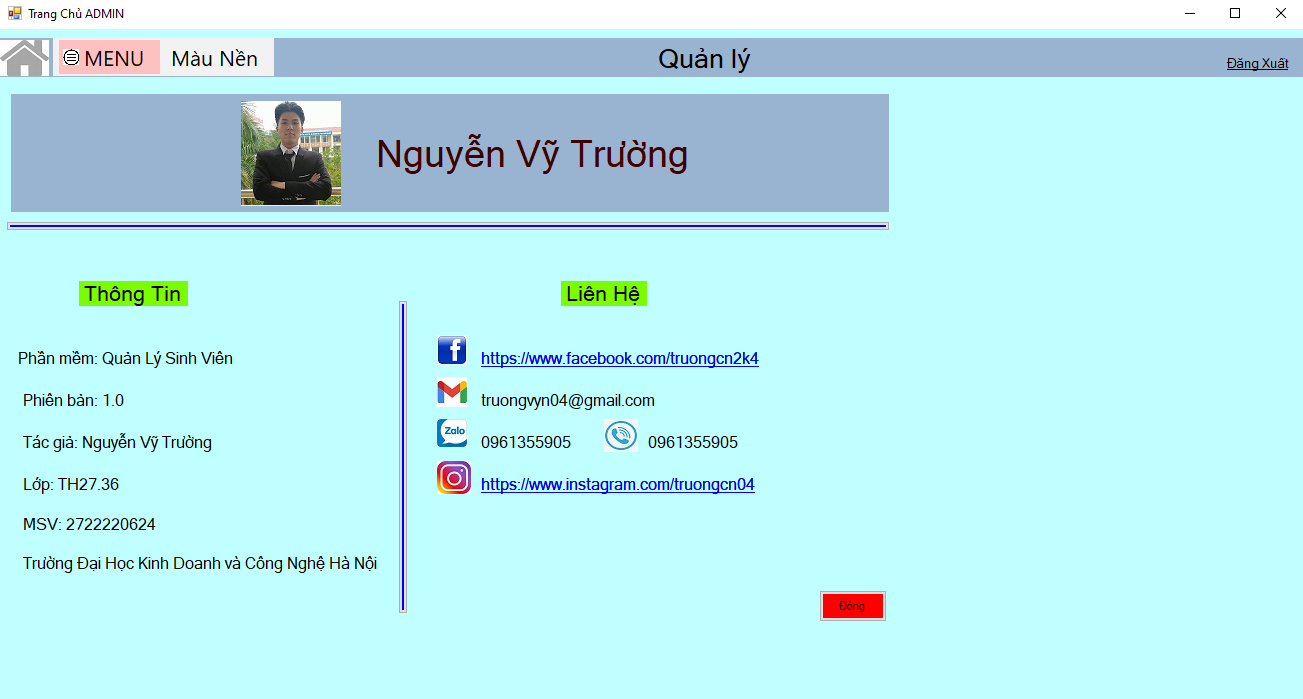 Trang Chủ ADMIN
MENU Màu Nền Quản lý Đăng Xuất
Nguyễn Vỹ Trường
Thông Tin
Phần mềm: Quản Lý Sinh Viên
Phiên bản: 1.0
Tác giả: Nguyễn Vỹ Trường
Lớp: TH27.36
MSV: 2722220624
Trường Đại Học Kinh Doanh và Công Nghệ Hà Nội
Liên Hệ
f https://www.facebook.com/truongcn2k4
truongvyn04@gmail.com
Zalo 0961355905 0961355905
https://www.instagram.com/truongcn04
Đóng